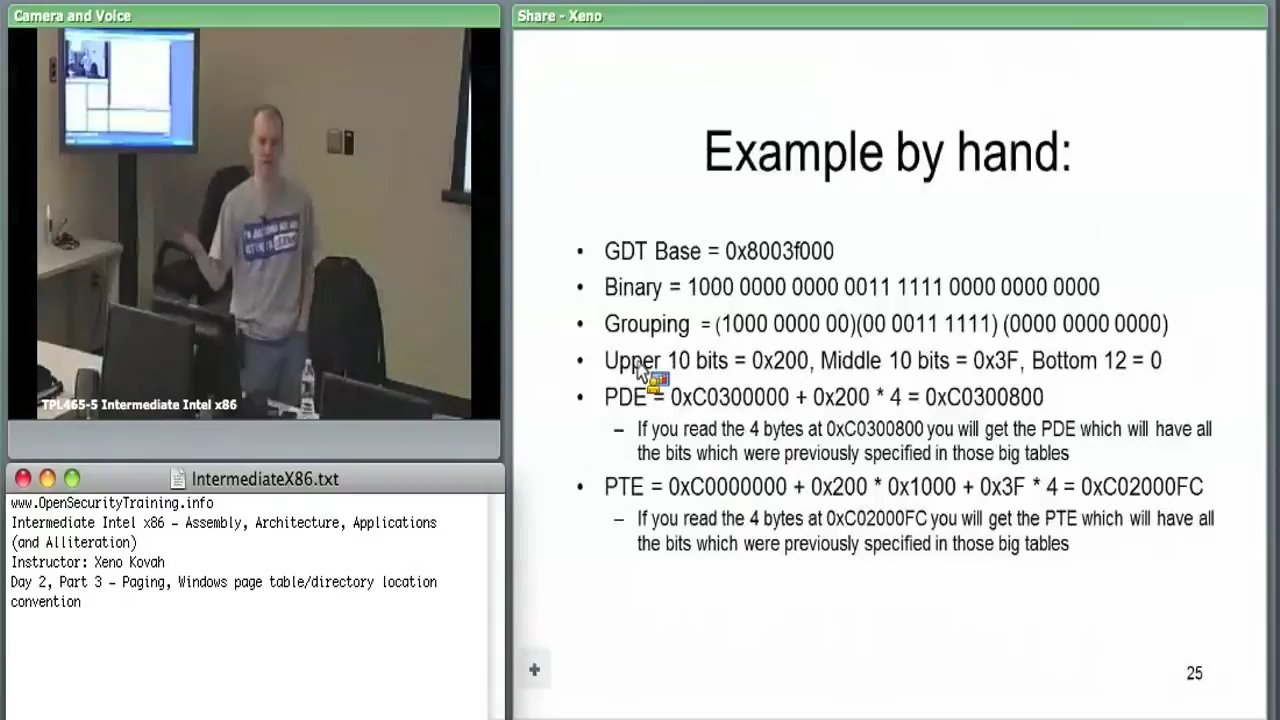 Camera and Voice
TPL465-5 Intermediate Intel x86
IntermediateX86.txt
www.OpenSecurityTraining.info
Intermediate Intel x86 – Assembly, Architecture, Applications
(and Alliteration)
Instructor: Xeno Kovah
Day 2, Part 3 – Paging, Windows page table/directory location
convention
Share - Xeno
Example by hand:
• GDT Base = 0x8003f000
• Binary = 1000 0000 0000 0011 1111 0000 0000 0000
• Grouping = (1000 0000 00)(00 0011 1111) (0000 0000 0000)
• Upper 10 bits = 0x200, Middle 10 bits = 0x3F, Bottom 12 = 0
• PDE = 0xC0300000 + 0x200 * 4 = 0xC0300800
– If you read the 4 bytes at 0xC0300800 you will get the PDE which will have all
the bits which were previously specified in those big tables
• PTE = 0xC0000000 + 0x200 * 0x1000 + 0x3F * 4 = 0xC02000FC
– If you read the 4 bytes at 0xC02000FC you will get the PTE which will have all
the bits which were previously specified in those big tables
25